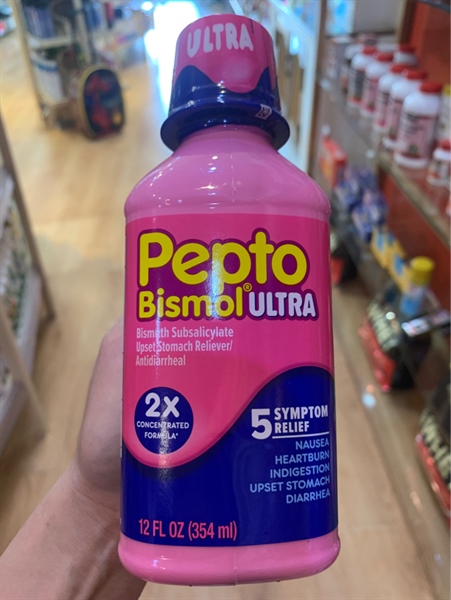 ULTRA
Pepto
Bismol® ULTRA
Bismuth Subsalicylate
Upset Stomach Reliever/
Antidiarrheal
2X
CONCENTRATED
FORMULA*
5 SYMPTOM
RELIEF
NAUSEA
HEARTBURN
INDIGESTION
UPSET STOMACH
DIARRHEA
12 FL OZ (354 ml)